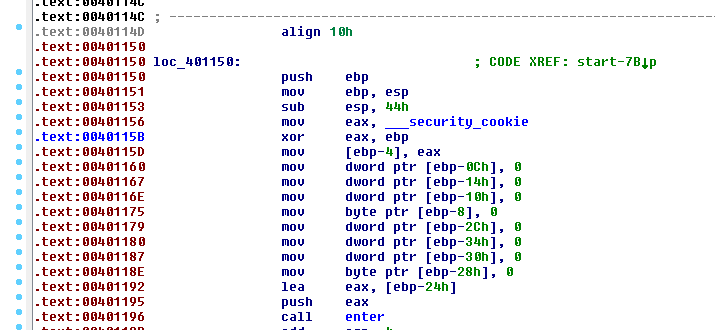 .text:0040114C
.text:0040114C ; ---------------------------------------------------------------------------
.text:0040114D align 10h
.text:00401150
.text:00401150 loc_401150: ; CODE XREF: start-7B↓p
.text:00401150 push ebp
.text:00401151 mov ebp, esp
.text:00401153 sub esp, 44h
.text:00401156 mov eax, ___security_cookie
.text:0040115B xor eax, ebp
.text:0040115D mov [ebp-4], eax
.text:00401160 mov dword ptr [ebp-0Ch], 0
.text:00401167 mov dword ptr [ebp-14h], 0
.text:0040116E mov dword ptr [ebp-10h], 0
.text:00401175 mov byte ptr [ebp-8], 0
.text:00401179 mov dword ptr [ebp-2Ch], 0
.text:00401180 mov dword ptr [ebp-34h], 0
.text:00401187 mov dword ptr [ebp-30h], 0
.text:0040118E mov byte ptr [ebp-28h], 0
.text:00401192 lea eax, [ebp-24h]
.text:00401195 push eax
.text:00401196 call enter